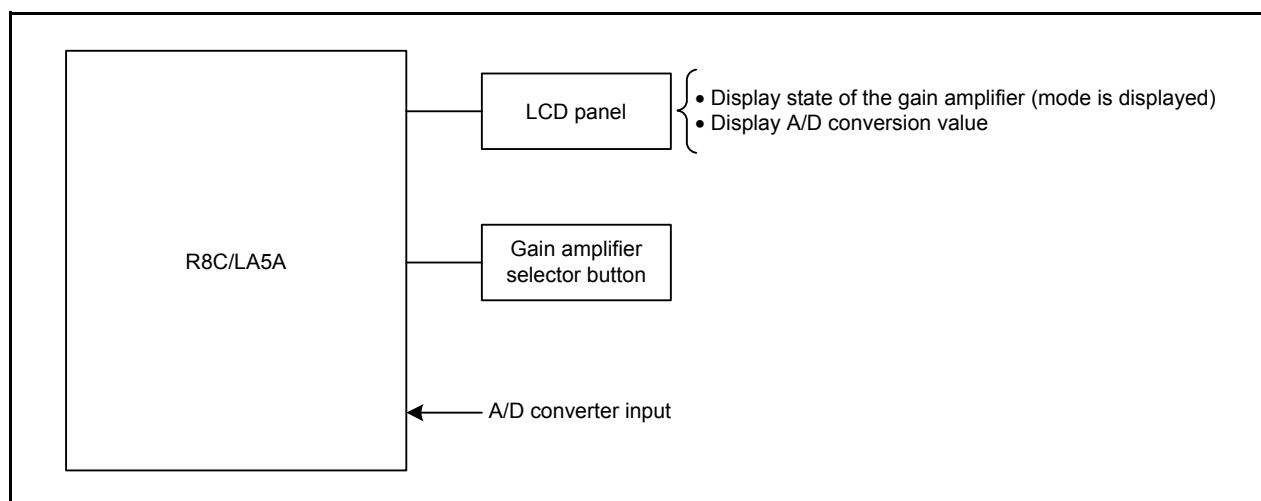 R8C/LA5A
LCD panel
• Display state of the gain amplifier (mode is displayed)
• Display A/D conversion value
Gain amplifier
selector button
A/D converter input